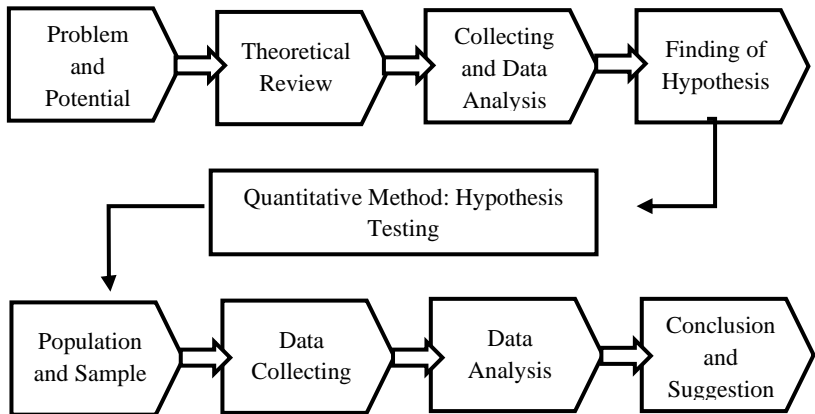 Problem
and
Potential
Theoretical
Review
Collecting
and Data
Analysis
Finding of
Hypothesis
Quantitative Method: Hypothesis
Testing
Population
and Sample
Data
Collecting
Data
Analysis
Conclusion
and
Suggestion